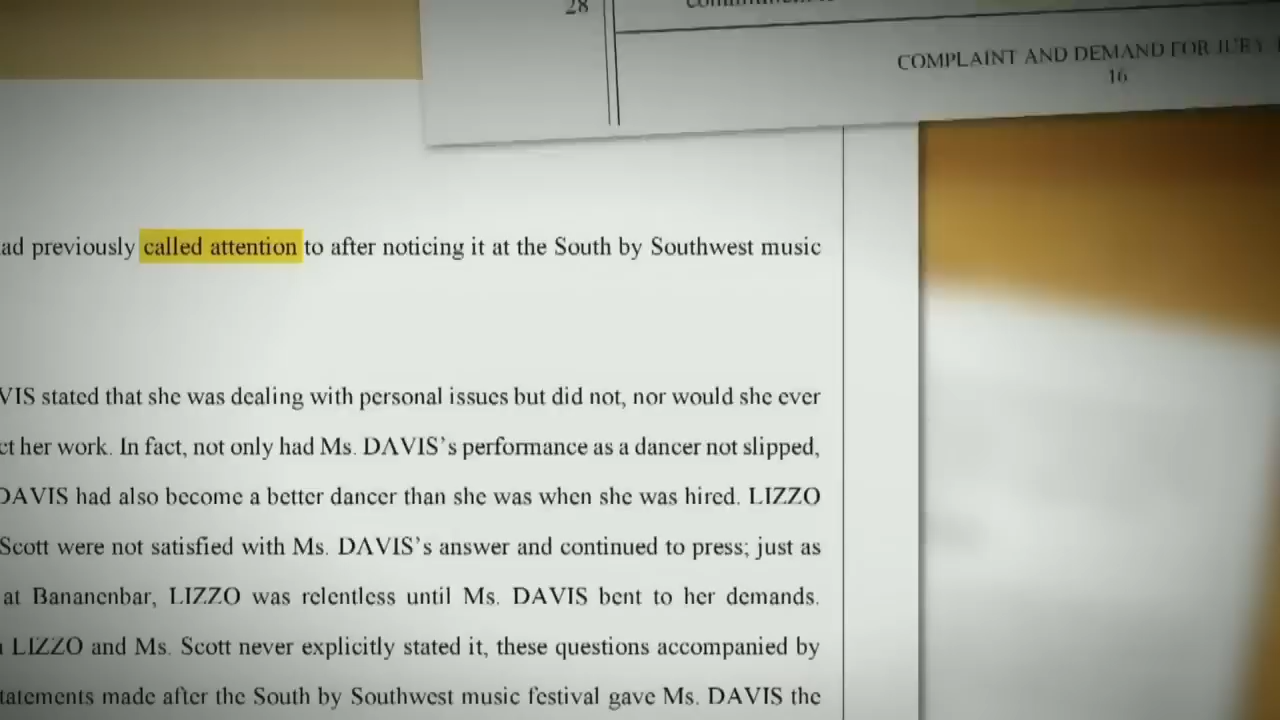 28
COMPLAINT AND DEMAND FOR JURY
16
ad previously called attention to after noticing it at the South by Southwest music
VIS stated that she was dealing with personal issues but did not, nor would she ever
ct her work. In fact, not only had Ms. DAVIS's performance as a dancer not slipped,
DAVIS had also become a better dancer than she was when she was hired. LIZZO
Scott were not satisfied with Ms. DAVIS's answer and continued to press; just as
at Bananenbar, LIZZO was relentless until Ms. DAVIS bent to her demands.
LIZZO and Ms. Scott never explicitly stated it, these questions accompanied by
tatements made after the South by Southwest music festival gave Ms. DAVIS the